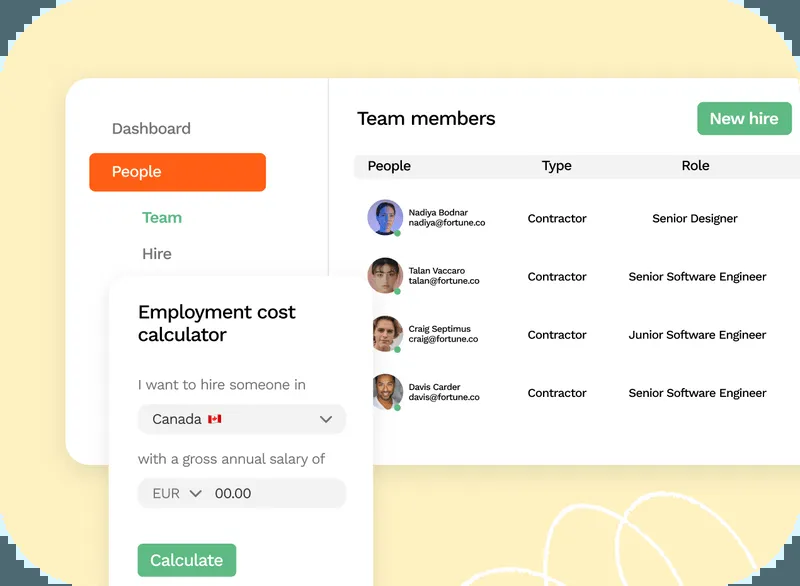 Dashboard
People
Team
Hire
Team members
New hire
People Type Role
Nadiya Bodnar
nadiya@fortune.co
Contractor
Senior Designer
Talan Vaccaro
talan@fortune.co
Contractor
Senior Software Engineer
Craig Septimus
craig@fortune.co
Contractor
Junior Software Engineer
Davis Carder
davis@fortune.co
Contractor
Senior Software Engineer
Employment cost
calculator
I want to hire someone in
Canada
with a gross annual salary of
EUR 00.00
Calculate